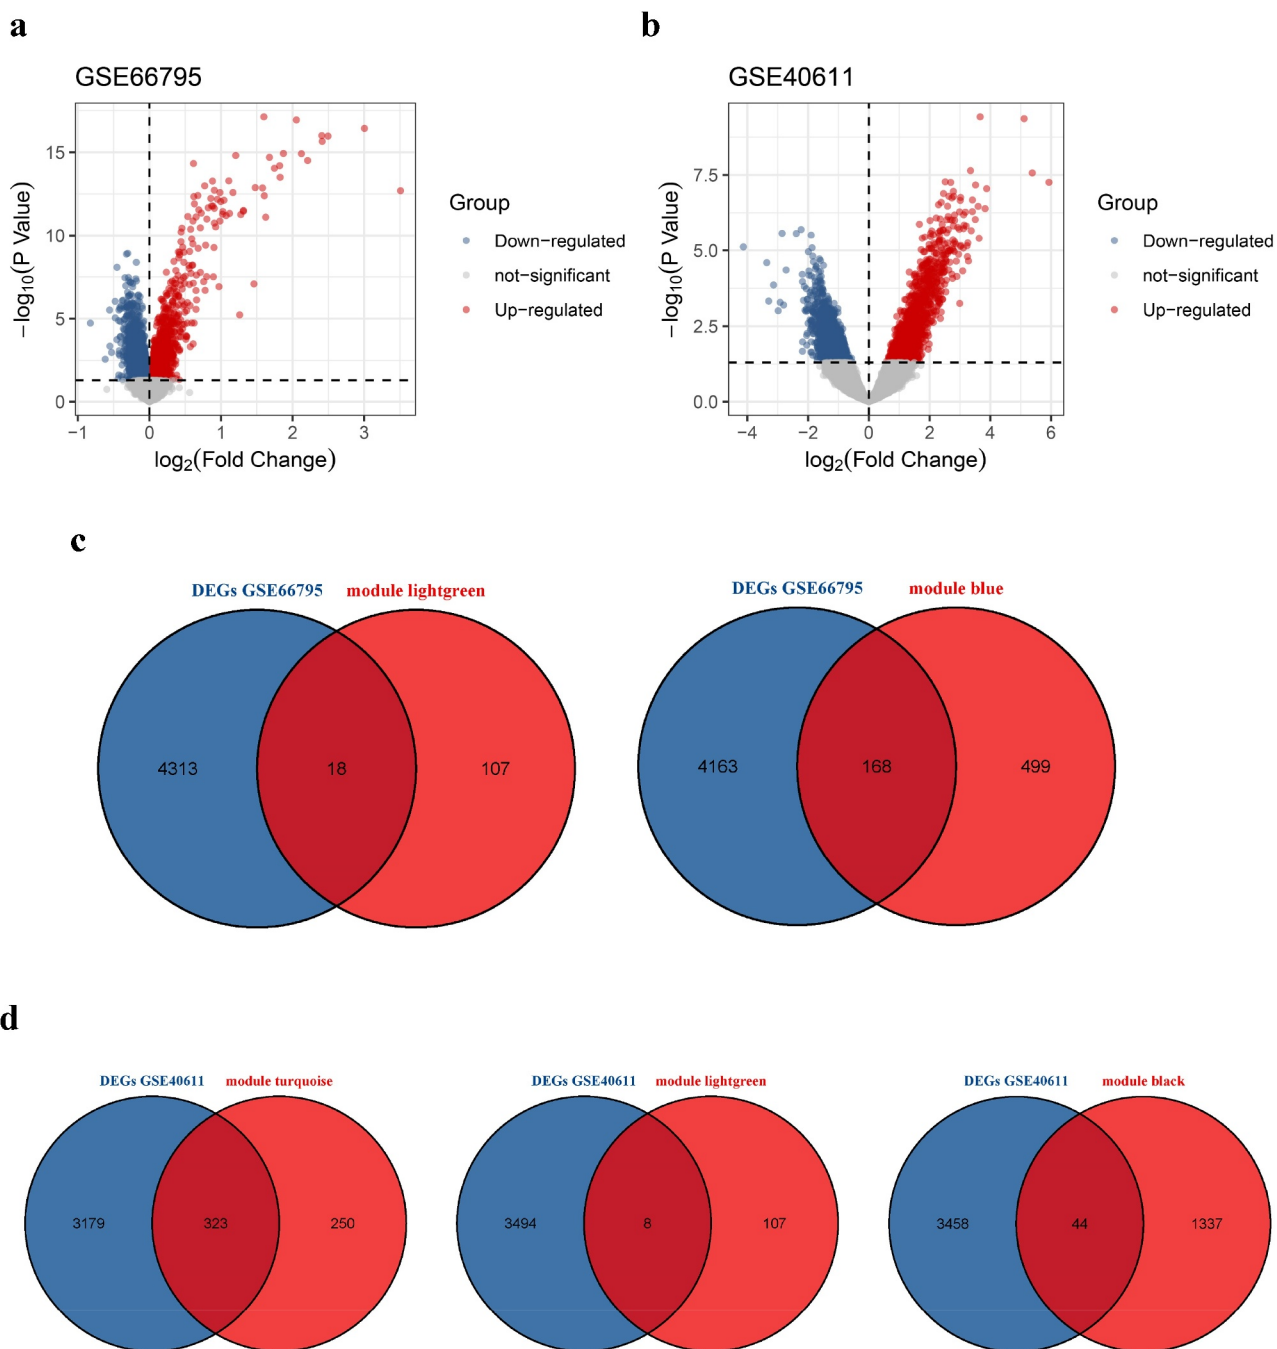 a
b
GSE66795
GSE40611
−log10(P Value)
15
10
5
0
−1
0
1
2
3
log2(Fold Change)
Group
Down−regulated
not−significant
Up−regulated
−log10(P Value)
7.5
5.0
2.5
0.0
−4
−2
0
2
4
6
log2(Fold Change)
Group
Down−regulated
not−significant
Up−regulated
c
DEGs GSE66795 module lightgreen
4313 18 107
DEGs GSE66795 module blue
4163 168 499
d
DEGs GSE40611 module turquoise
3179 323 250
DEGs GSE40611 module lightgreen
3494 8 107
DEGs GSE40611 module black
3458 44 1337